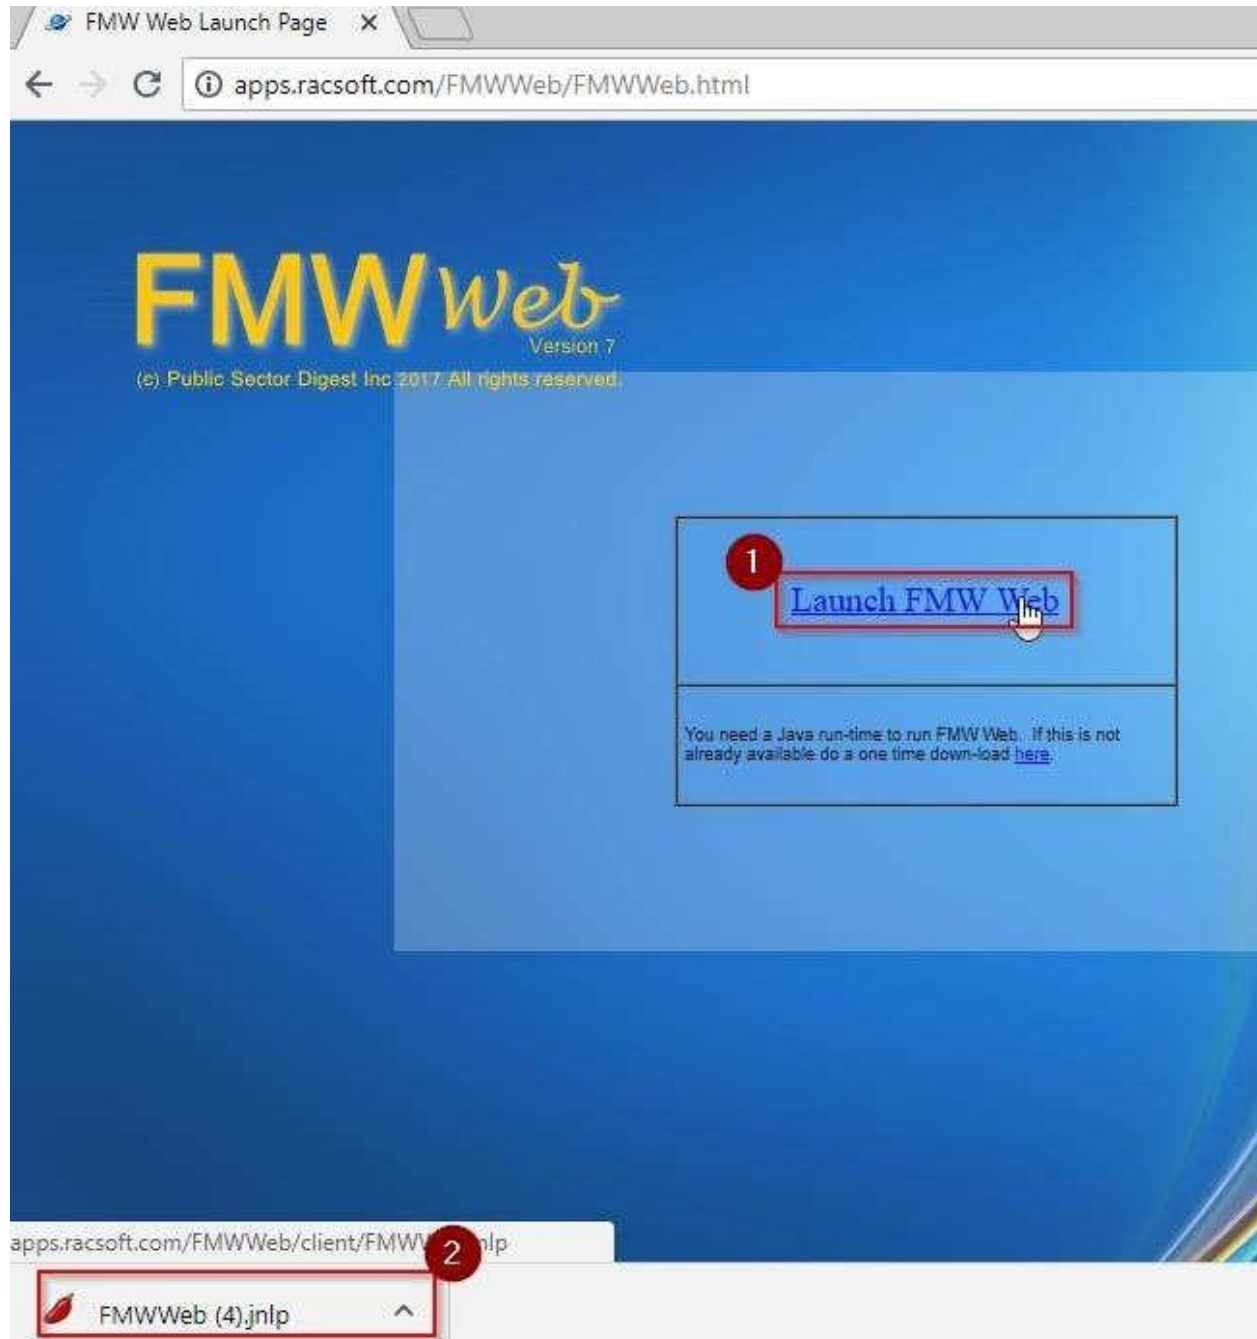 FMW Web Launch Page
apps.racsoft.com/FMWWeb/FMWWeb.html
FMW Web
Version 7
(c) Public Sector Digest Inc 2017 All rights reserved.
1
Launch FMW Web
You need a Java run-time to run FMW Web. If this is not
already available do a one time down-load here.
apps.racsoft.com/FMWWeb/client/FMWW nlp
2
FMWWeb (4).jnlp